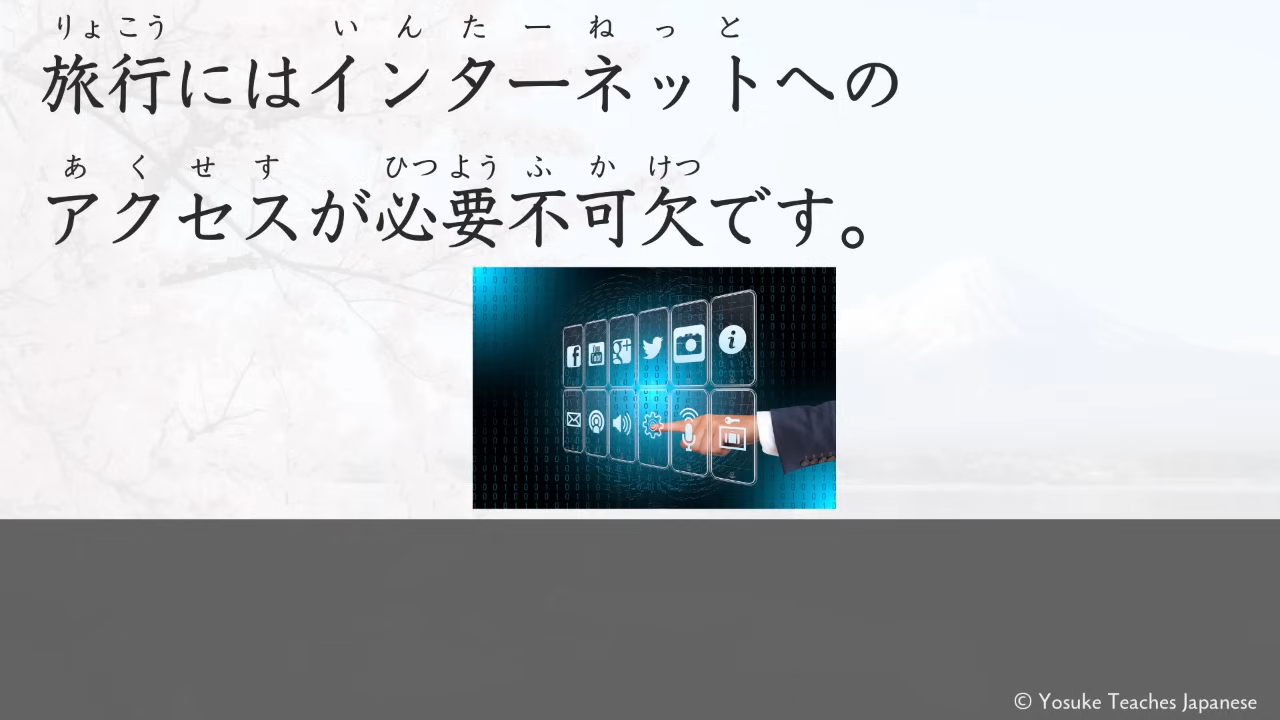 りょこう いんたーねっと
旅行にはインターネットへの
あくせす ひつようふかけつ
アクセスが必要不可欠です。
f
You Tube
g+
i
© Yosuke Teaches Japanese